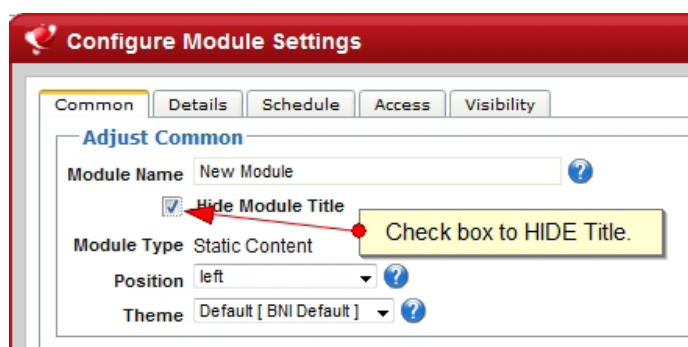 Configure Module Settings
Common Details Schedule Access Visibility
Adjust Common
Module Name New Module ?
Hide Module Title
Check box to HIDE Title.
Module Type Static Content
Position left ?
Theme Default [ BNI Default ] ?